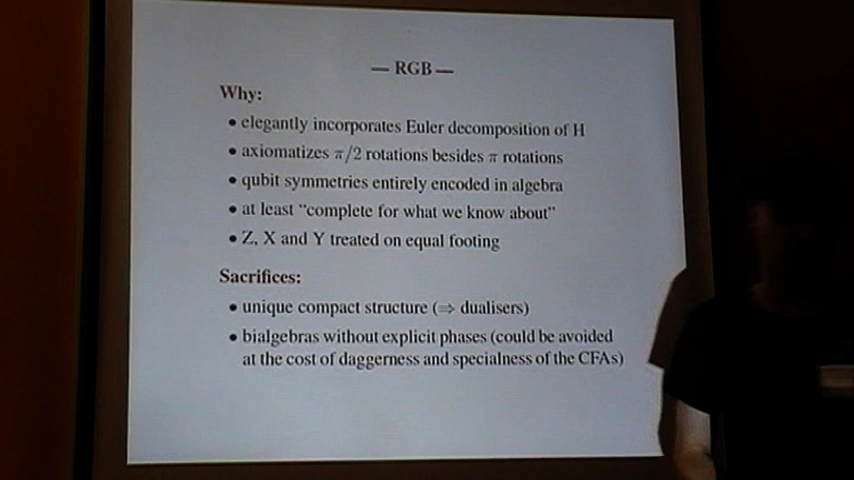 — RGB —
Why:
• elegantly incorporates Euler decomposition of H
• axiomatizes π/2 rotations besides π rotations
• qubit symmetries entirely encoded in algebra
• at least “complete for what we know about”
• Z, X and Y treated on equal footing
Sacrifices:
• unique compact structure (⇒ dualisers)
• bialgebras without explicit phases (could be avoided
at the cost of daggerness and specialness of the CFAs)